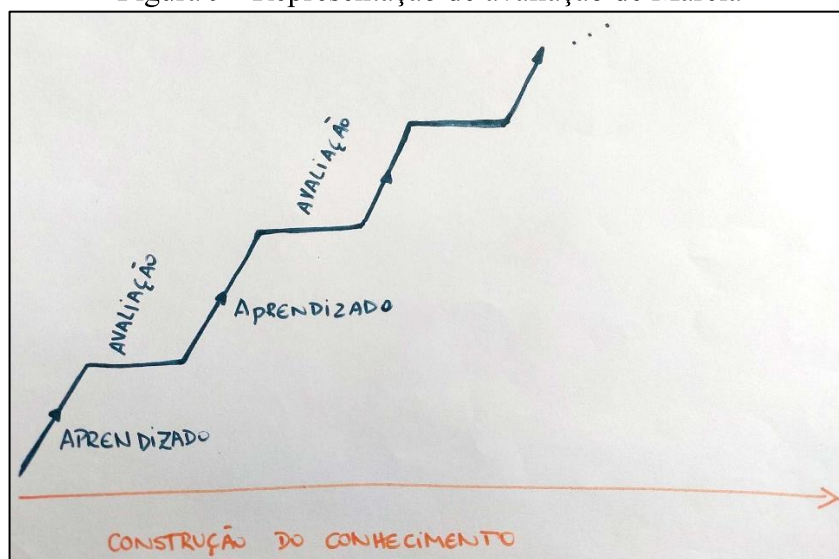 AVALIAÇÃO
AVALIAÇÃO
APRENDIZADO
APRENDIZADO
CONSTRUÇÃO DO CONHECIMENTO